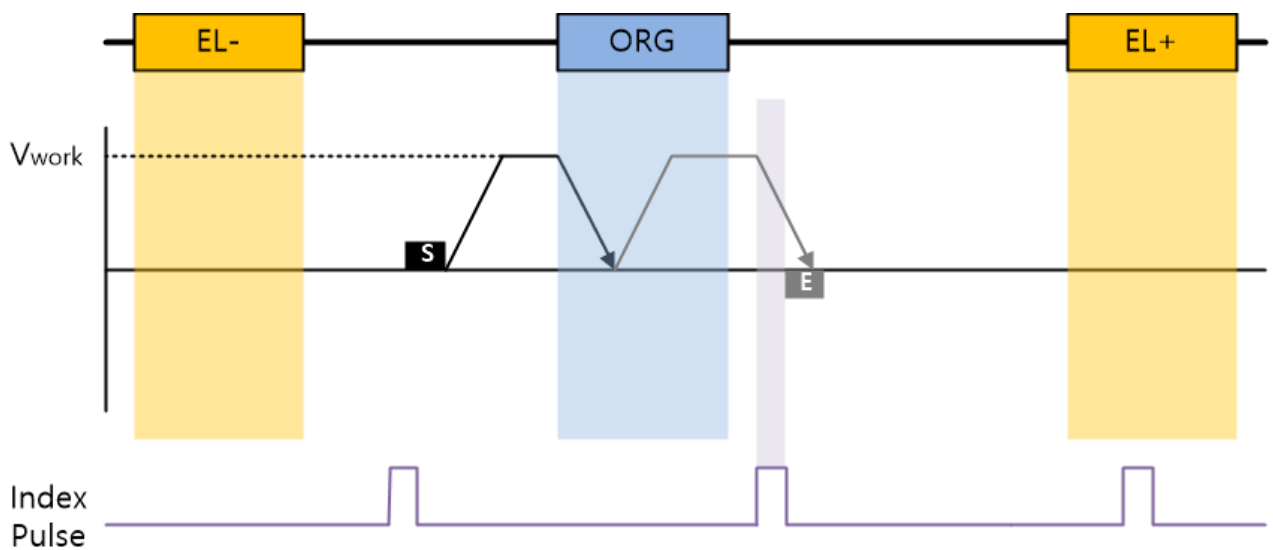 EL-
ORG
EL+
Vwork
S
E
Index
Pulse